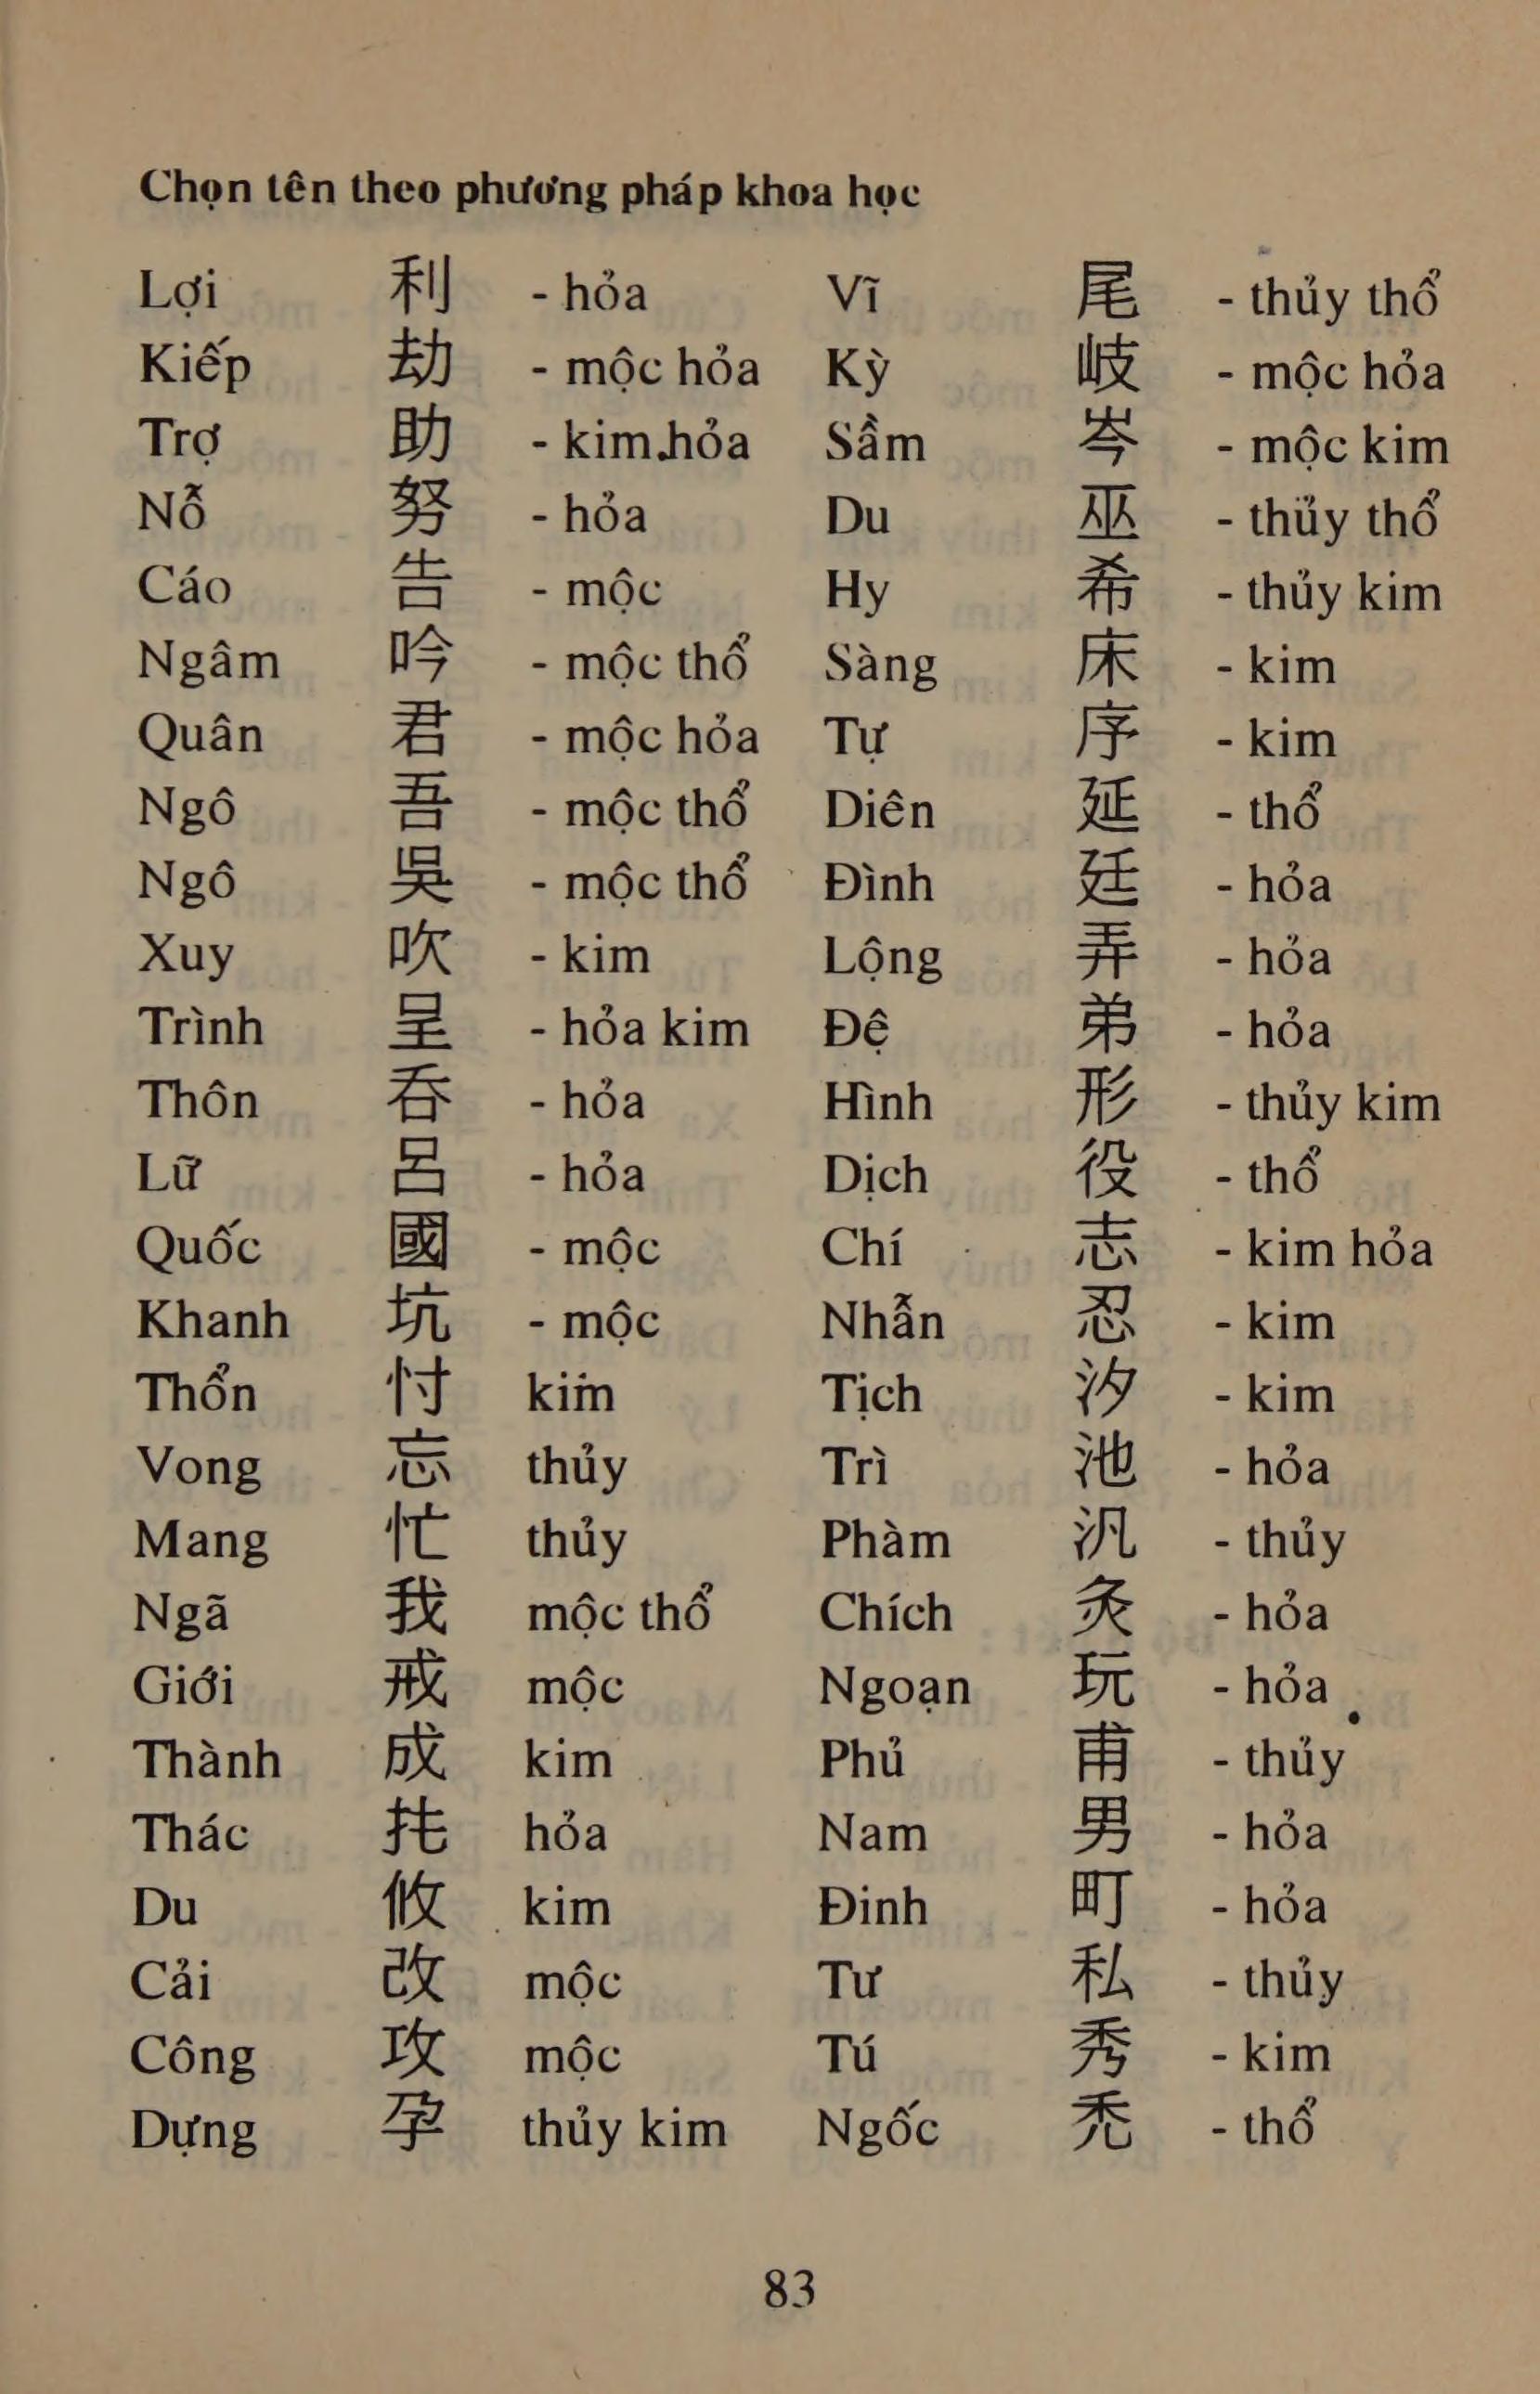 Chọn tên theo phương pháp khoa học
Lợi 利 - hỏa Vĩ 尾 - thủy thổ
Kiếp 劫 - mộc hỏa Kỳ 岐 - mộc hỏa
Trợ 助 - kim hỏa Sầm 岑 - mộc kim
Nỗ 努 - hỏa Du 巫 - thủy thổ
Cáo 告 - mộc Hy 希 - thủy kim
Ngâm 吟 - mộc thổ Sàng 床 - kim
Quân 君 - mộc hỏa Tự 序 - kim
Ngô 吾 - mộc thổ Diên 延 - thổ
Ngô 吳 - mộc thổ Đình 廷 - hỏa
Xuy 吹 - kim Lộng 弄 - hỏa
Trình 呈 - hỏa kim Đệ 弟 - hỏa
Thôn 吞 - hỏa Hình 形 - thủy kim
Lữ 呂 - hỏa Dịch 役 - thổ
Quốc 國 - mộc Chí 志 - kim hỏa
Khanh 坑 - mộc Nhẫn 忍 - kim
Thổn 忖 kim Tịch 汐 - kim
Vong 忘 thủy Trì 池 - hỏa
Mang 忙 thủy Phàm 汎 - thủy
Ngã 我 mộc thổ Chích 灸 - hỏa
Giới 戒 mộc Ngoạn 玩 - hỏa
Thành 成 kim Phủ 甫 - thủy
Thác 扥 hỏa Nam 男 - hỏa
Du 攸 kim Đinh 町 - hỏa
Cải 改 mộc Tư 私 - thủy
Công 攻 mộc Tú 秀 - kim
Dựng 孕 thủy kim Ngốc 禿 - thổ
83